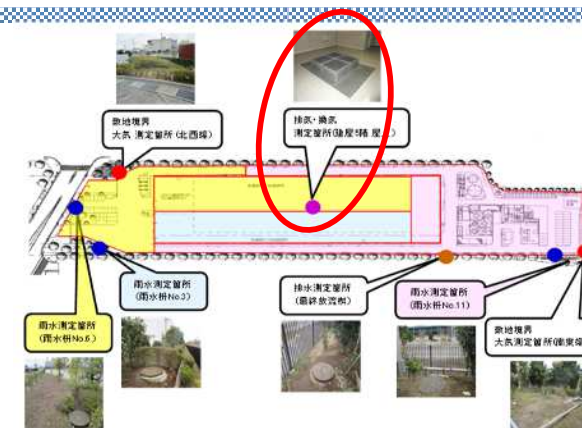 敷地境界
大気 測定箇所(北西端)
排気・換気
測定箇所
雨水測定箇所
(雨水桝No.3)
排水測定箇所
(最終放流桝)
雨水測定箇所
(雨水桝No.11)
雨水測定箇所
(雨水桝No.6)
敷地境界
大気測定箇所